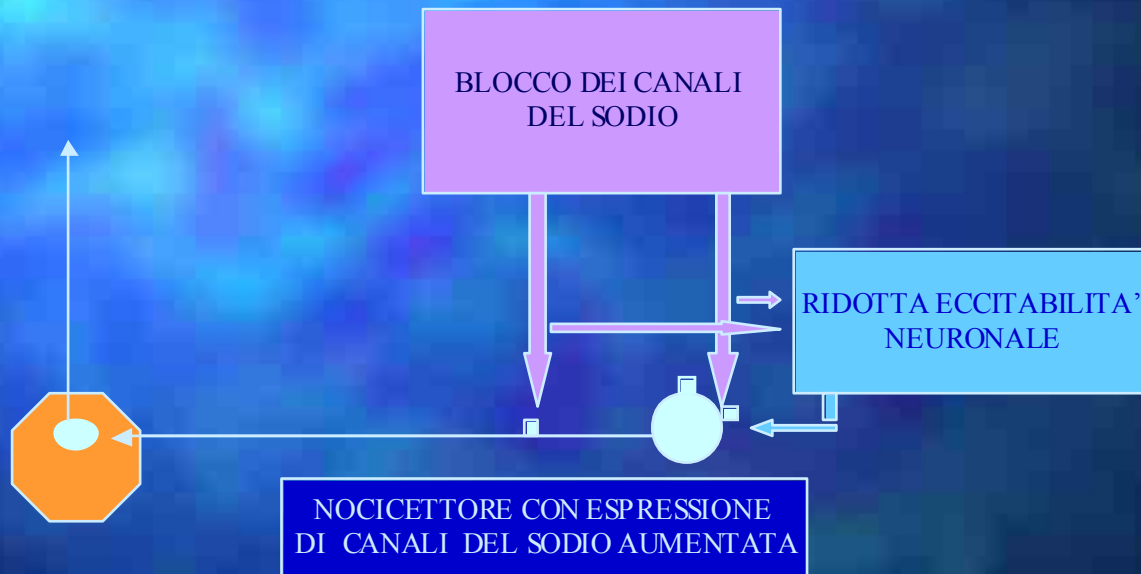 BLOCCO DEI CANALI
DEL SODIO
RIDOTTA ECCITABILITA’
NEURONALE
NOCICETTORE CON ESPRESSIONE
DI CANALI DEL SODIO AUMENTATA